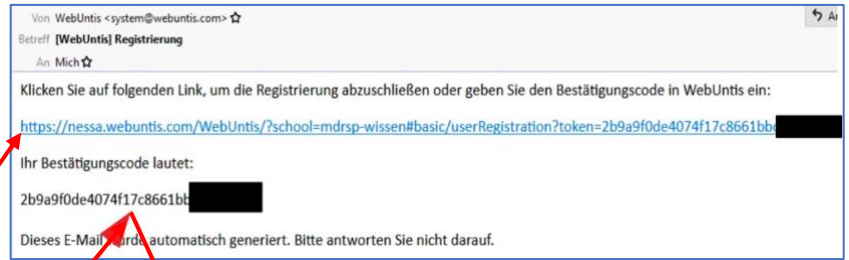 Von WebUntis <system@webuntis.com>
Betreff [WebUntis] Registrierung
An Mich
Klicken Sie auf folgenden Link, um die Registrierung abzuschließen oder geben Sie den Bestätigungscode in WebUntis ein:
https://nessa.webuntis.com/WebUntis/?school=mdrsp-wissen#basic/userRegistration?token=2b9a9f0de4074f17c8661bb
Ihr Bestätigungscode lautet:
2b9a9f0de4074f17c8661bb
Dieses E-Mail wurde automatisch generiert. Bitte antworten Sie nicht darauf.